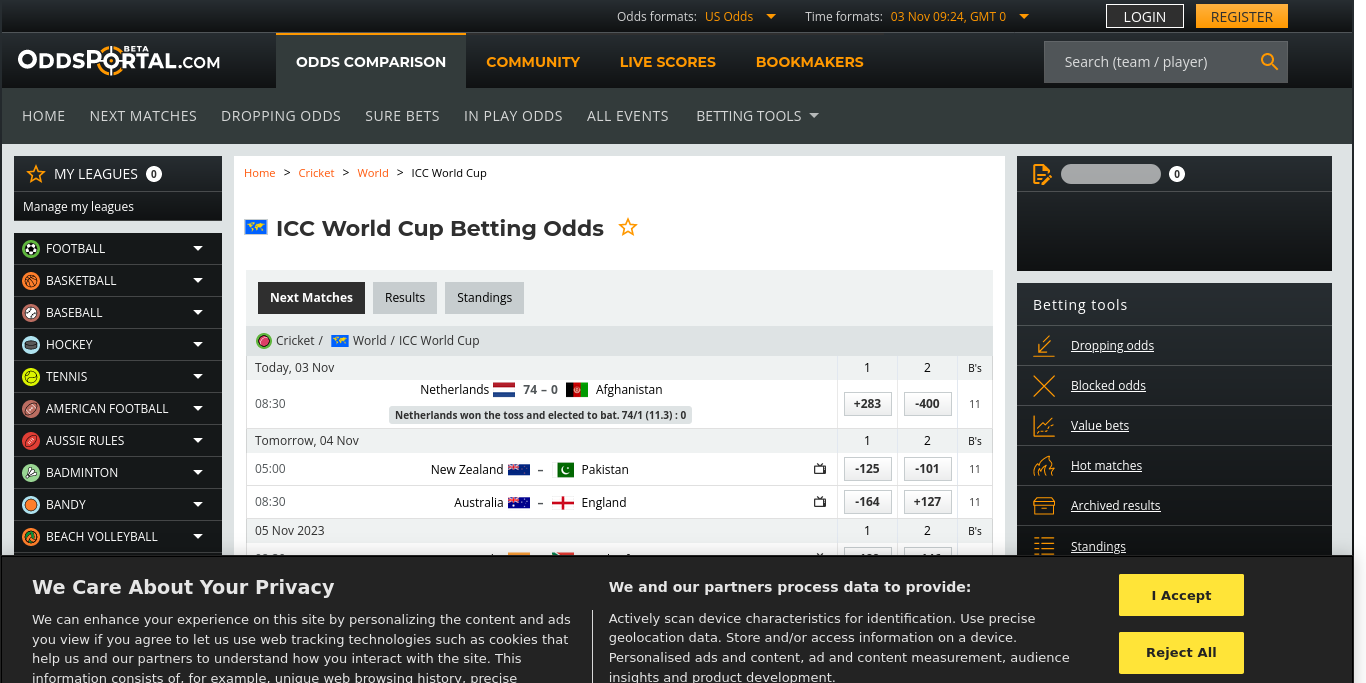 Odds formats: US Odds Time formats: 03 Nov 09:24, GMT 0 LOGIN REGISTER
ODDSPORTAL.COM BETA ODDS COMPARISON COMMUNITY LIVE SCORES BOOKMAKERS Search (team / player)
HOME NEXT MATCHES DROPPING ODDS SURE BETS IN PLAY ODDS ALL EVENTS BETTING TOOLS
MY LEAGUES 0
Manage my leagues
FOOTBALL
BASKETBALL
BASEBALL
HOCKEY
TENNIS
AMERICAN FOOTBALL
AUSSIE RULES
BADMINTON
BANDY
BEACH VOLLEYBALL
Home > Cricket > World > ICC World Cup
ICC World Cup Betting Odds
Next Matches Results Standings
Cricket / World / ICC World Cup
Today, 03 Nov 1 2 B's
08:30 Netherlands 74 – 0 Afghanistan +283 -400 11
Netherlands won the toss and elected to bat. 74/1 (11.3) : 0
Tomorrow, 04 Nov 1 2 B's
05:00 New Zealand – Pakistan -125 -101 11
08:30 Australia – England -164 +127 11
05 Nov 2023 1 2 B's
0
Betting tools
Dropping odds
Blocked odds
Value bets
Hot matches
Archived results
Standings
We Care About Your Privacy
We can enhance your experience on this site by personalizing the content and ads
you view if you agree to let us use web tracking technologies such as cookies that
help us and our partners to understand how you interact with the site. This
information consists of, for example, unique web browsing history, precise
We and our partners process data to provide:
Actively scan device characteristics for identification. Use precise
geolocation data. Store and/or access information on a device.
Personalised ads and content, ad and content measurement, audience
insights and product development.
I Accept
Reject All